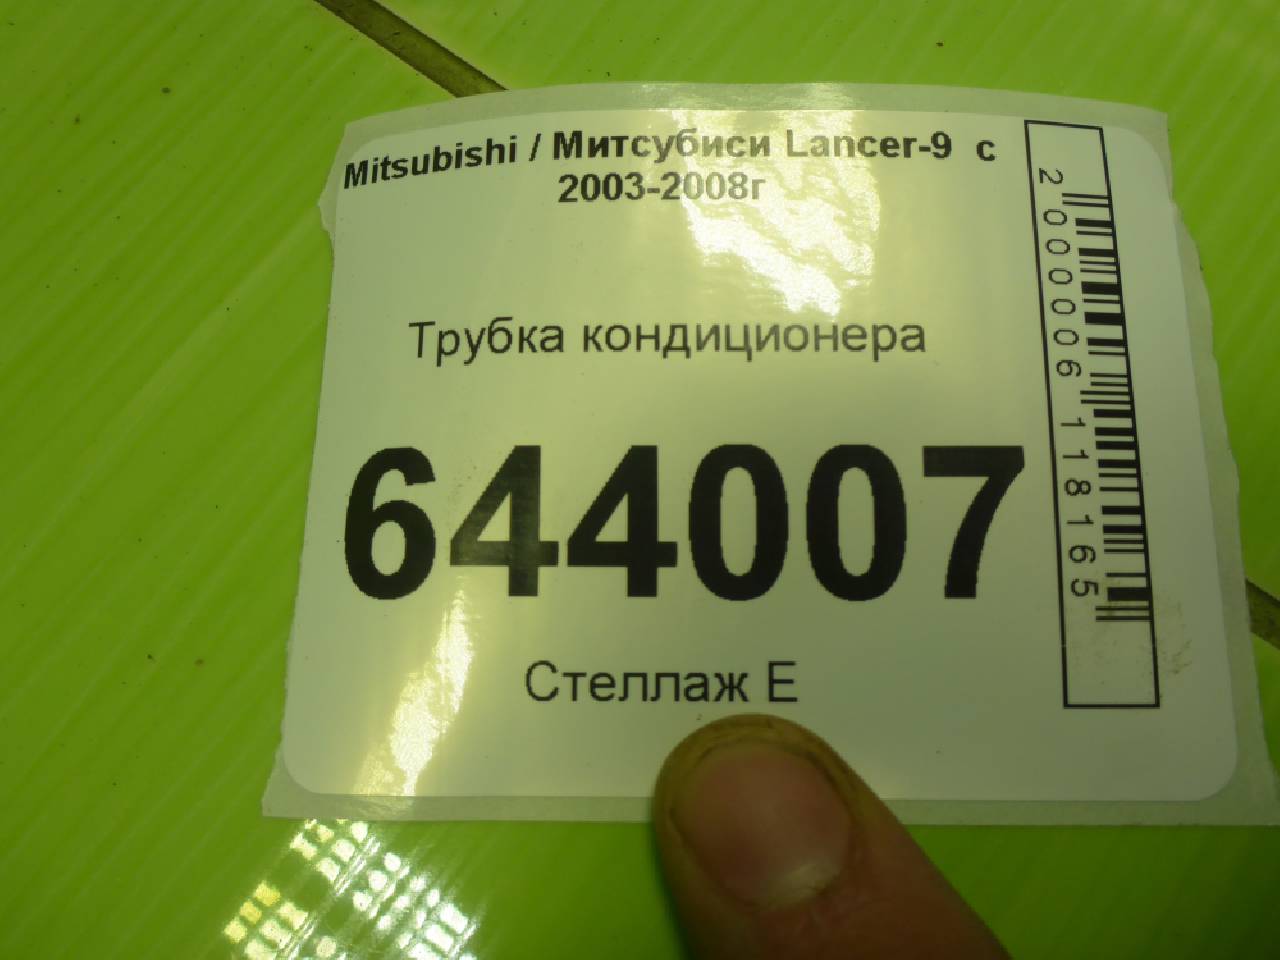 Mitsubishi / Митсубиси Lancer-9 с
2003-2008г
Трубка кондиционера
644007
Стеллаж Е
2000006118165